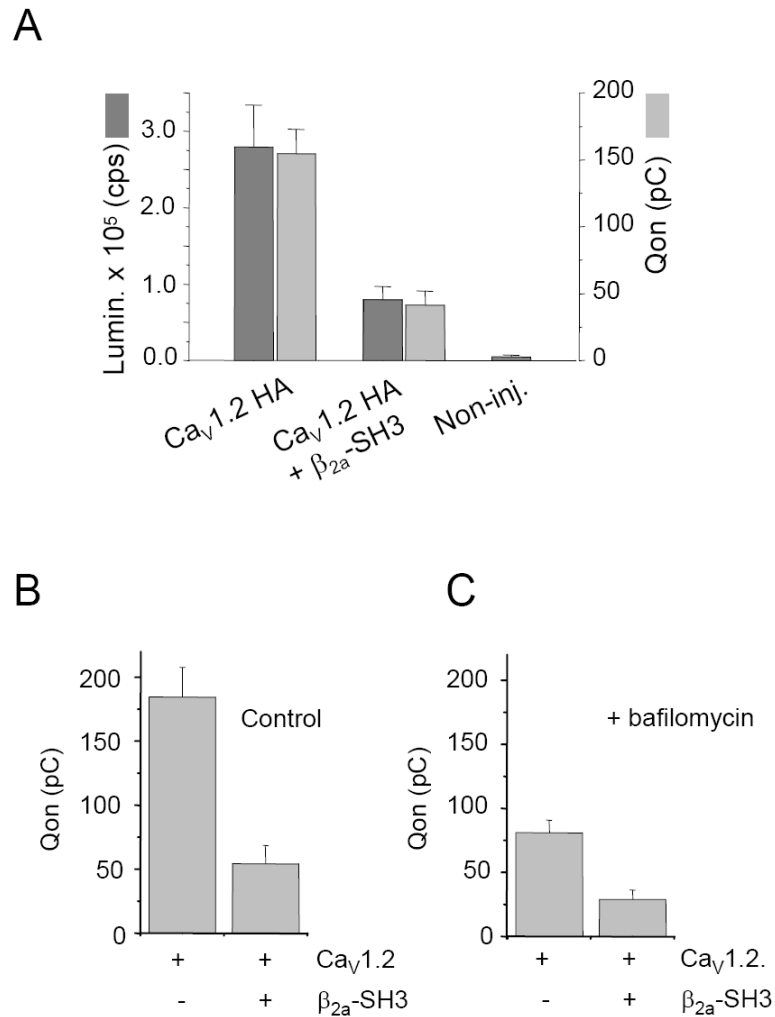 A
Lumin. x 10⁵ (cps)
3.0
2.0
1.0
0.0
200
150
100
50
0
Qon (pC)
CaV1.2 HA
CaV1.2 HA
+ β2a-SH3
Non-inj.
B
Qon (pC)
200
150
100
50
0
Control
+ + CaV1.2
- + β2a-SH3
C
Qon (pC)
200
150
100
50
0
+ bafilomycin
+ + CaV1.2.
- + β2a-SH3